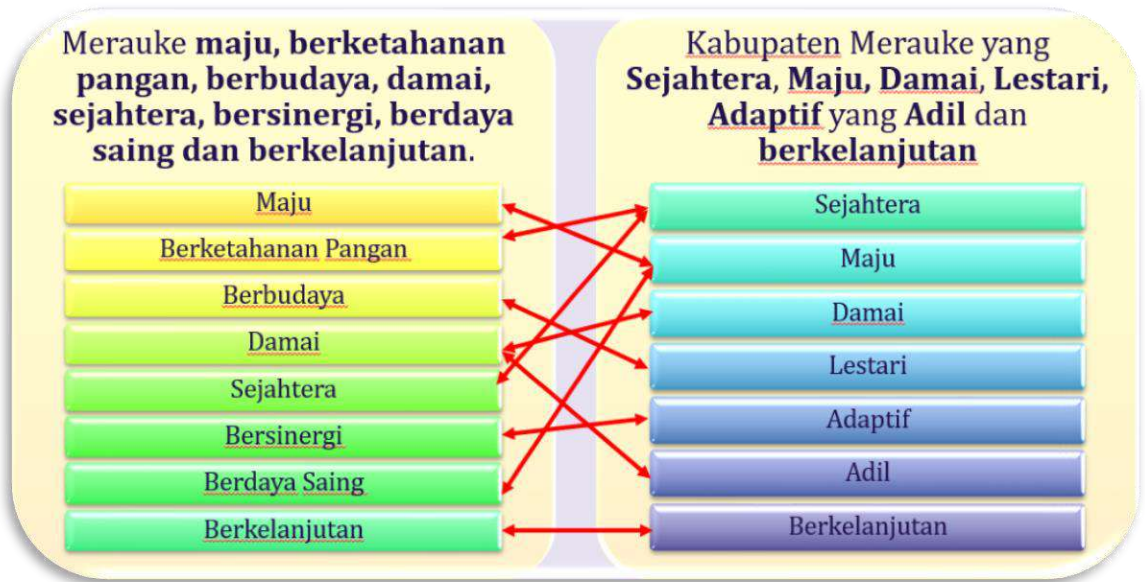 Merauke maju, berketahanan
pangan, berbudaya, damai,
sejahtera, bersinergi, berdaya
saing dan berkelanjutan.
Maju
Berketahanan Pangan
Berbudaya
Damai
Sejahtera
Bersinergi
Berdaya Saing
Berkelanjutan
Kabupaten Merauke yang
Sejahtera, Maju, Damai, Lestari,
Adaptif yang Adil dan
berkelanjutan
Sejahtera
Maju
Damai
Lestari
Adaptif
Adil
Berkelanjutan